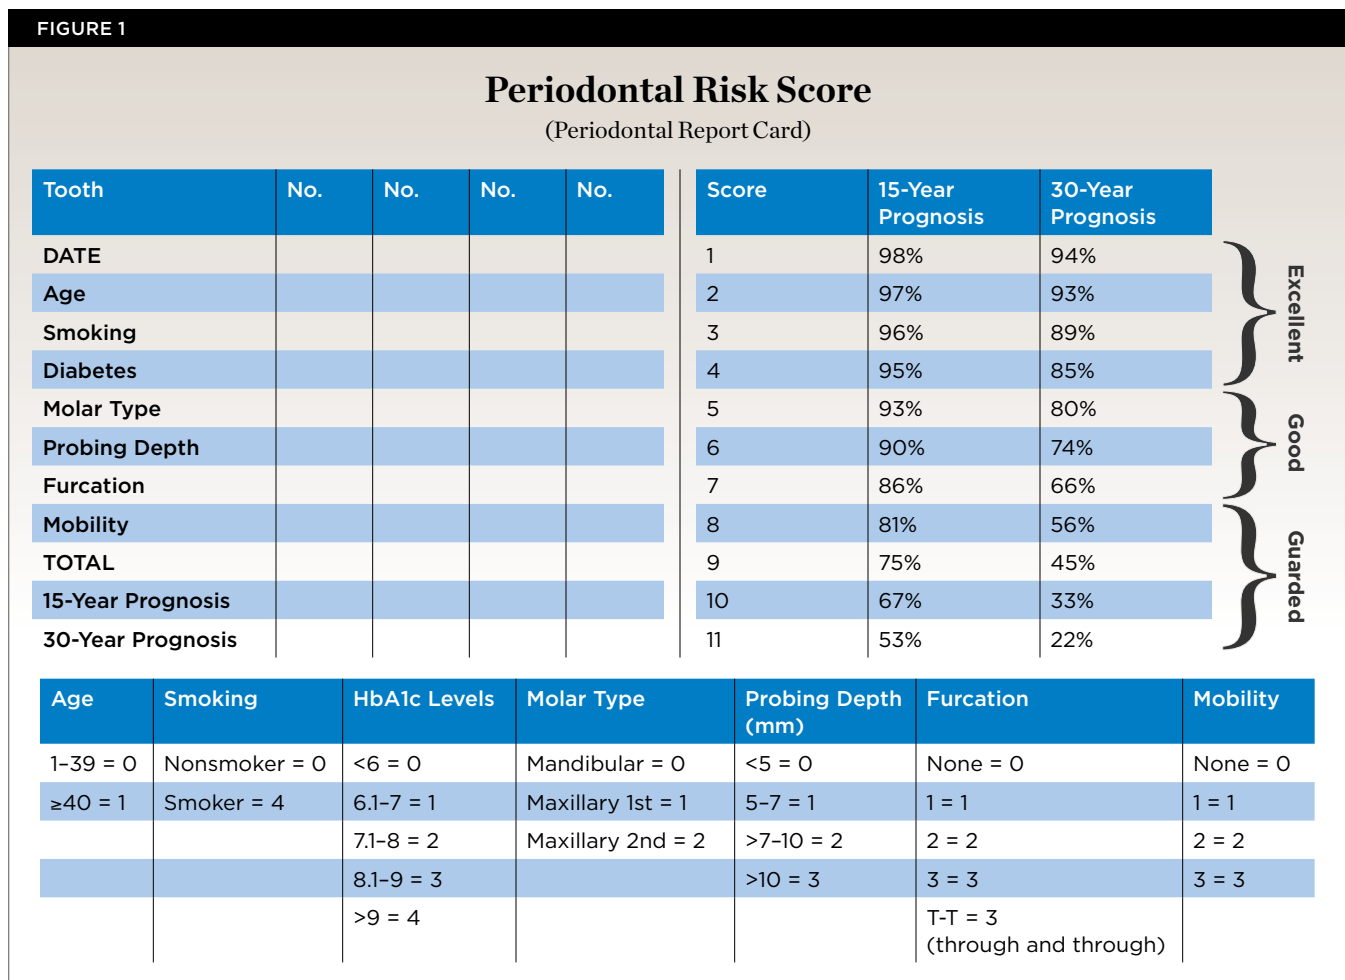 FIGURE 1
Periodontal Risk Score
(Periodontal Report Card)
Tooth No. No. No. No.
DATE
Age
Smoking
Diabetes
Molar Type
Probing Depth
Furcation
Mobility
TOTAL
15-Year Prognosis
30-Year Prognosis
Score 15-Year Prognosis 30-Year Prognosis
1 98% 94%
2 97% 93%
3 96% 89%
4 95% 85%
5 93% 80%
6 90% 74%
7 86% 66%
8 81% 56%
9 75% 45%
10 67% 33%
11 53% 22%
Excellent
Good
Guarded
Age Smoking HbA1c Levels Molar Type Probing Depth (mm) Furcation Mobility
1–39 = 0 Nonsmoker = 0 <6 = 0 Mandibular = 0 <5 = 0 None = 0 None = 0
≥40 = 1 Smoker = 4 6.1–7 = 1 Maxillary 1st = 1 5–7 = 1 1 = 1 1 = 1
7.1–8 = 2 Maxillary 2nd = 2 >7–10 = 2 2 = 2 2 = 2
8.1–9 = 3 >10 = 3 3 = 3 3 = 3
>9 = 4 T-T = 3
(through and through)